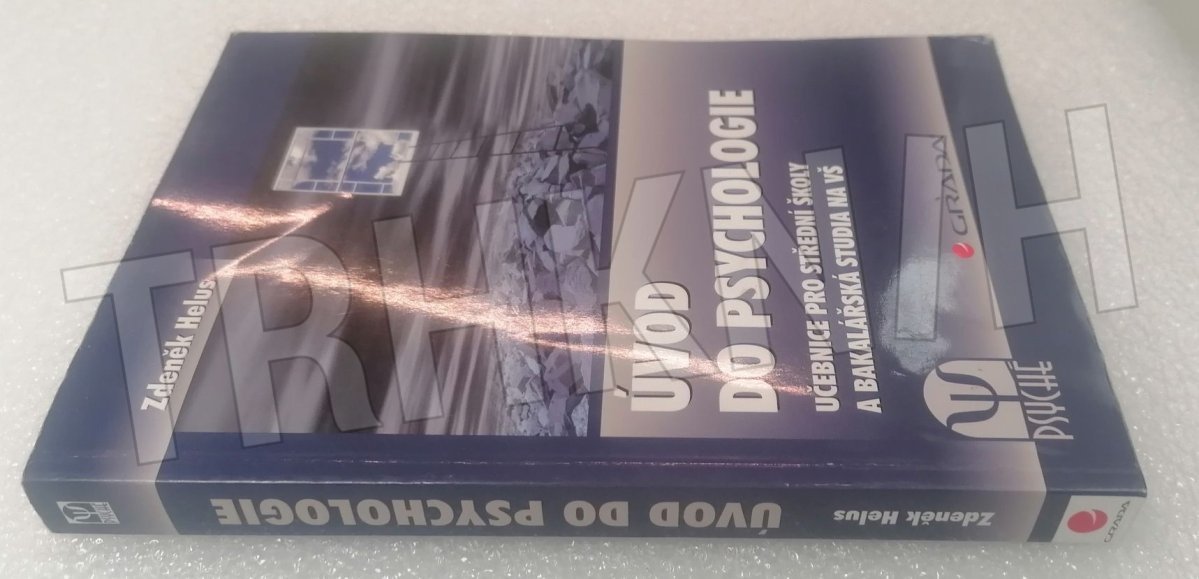 Zdeněk Helus
ÚVOD
DO PSYCHOLOGIE
UČEBNICE PRO STŘEDNÍ ŠKOLY
A BAKALÁŘSKÁ STUDIA NA VŠ
GRADA
PSYCHÉ
Zdeněk Helus
ÚVOD DO PSYCHOLOGIE
GRADA